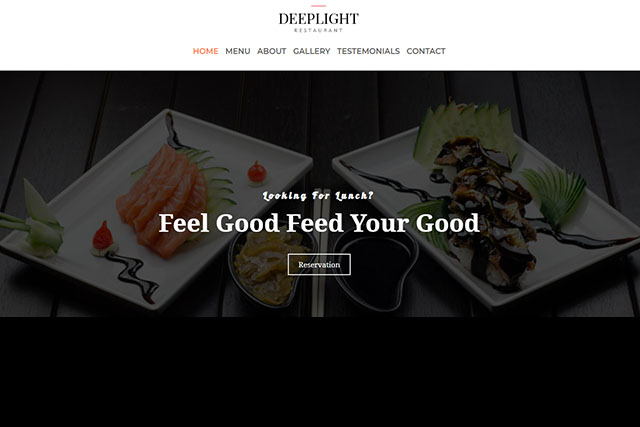 DEEPLIGHT
RESTAURANT
HOME MENU ABOUT GALLERY TESTEMONIALS CONTACT
Looking For Lunch?
Feel Good Feed Your Good
Reservation